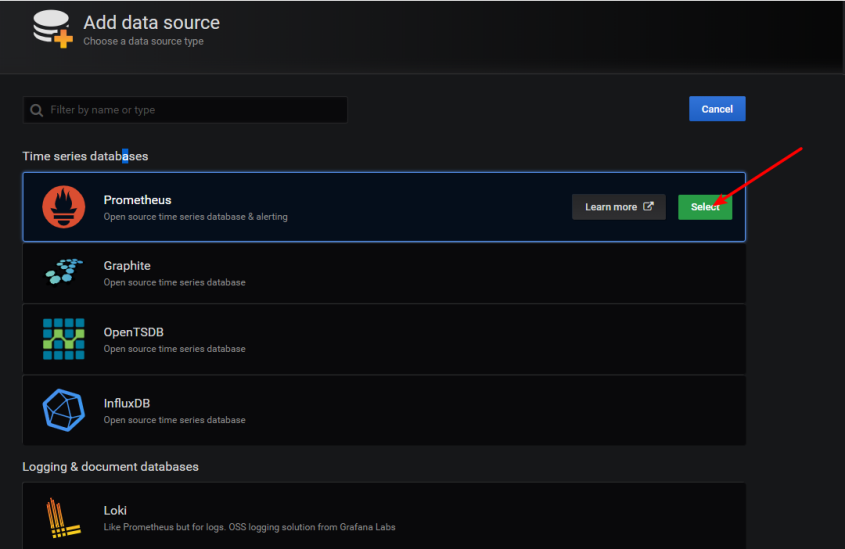 Add data source
Choose a data source type
Filter by name or type
Cancel
Time series databases
Prometheus
Open source time series database & alerting
Learn more
Select
Graphite
Open source time series database
OpenTSDB
Open source time series database
InfluxDB
Open source time series database
Logging & document databases
Loki
Like Prometheus but for logs. OSS logging solution from Grafana Labs